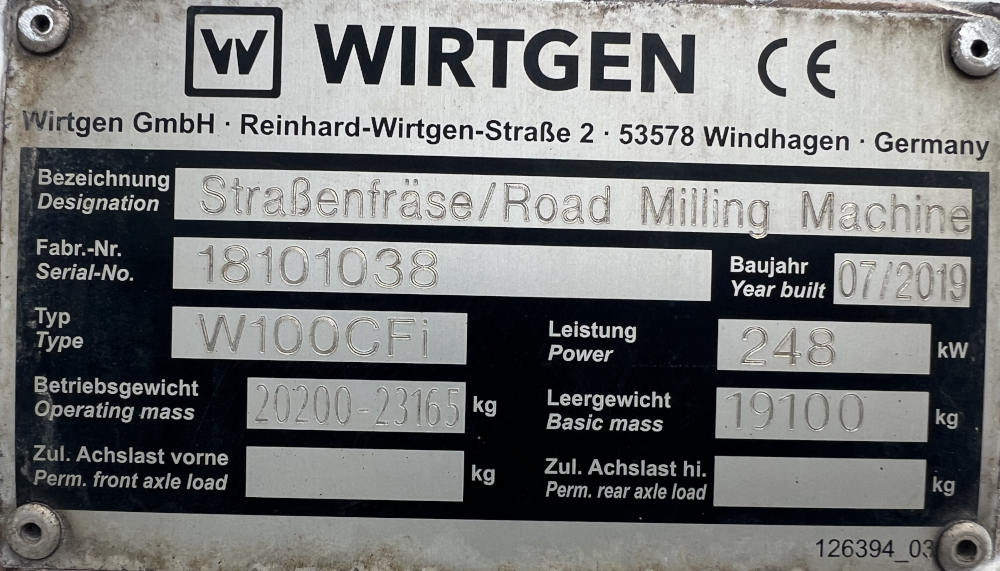 W WIRTGEN CE
Wirtgen GmbH · Reinhard-Wirtgen-Straße 2 · 53578 Windhagen · Germany
Bezeichnung
Designation
Straßenfräse/Road Milling Machine
Fabr.-Nr.
Serial-No.
18101038
Baujahr
Year built
07/2019
Typ
Type
W100CFi
Leistung
Power
248 kW
Betriebsgewicht
Operating mass
20200-23165 kg
Leergewicht
Basic mass
19100 kg
Zul. Achslast vorne
Perm. front axle load
kg
Zul. Achslast hi.
Perm. rear axle load
kg
126394_03